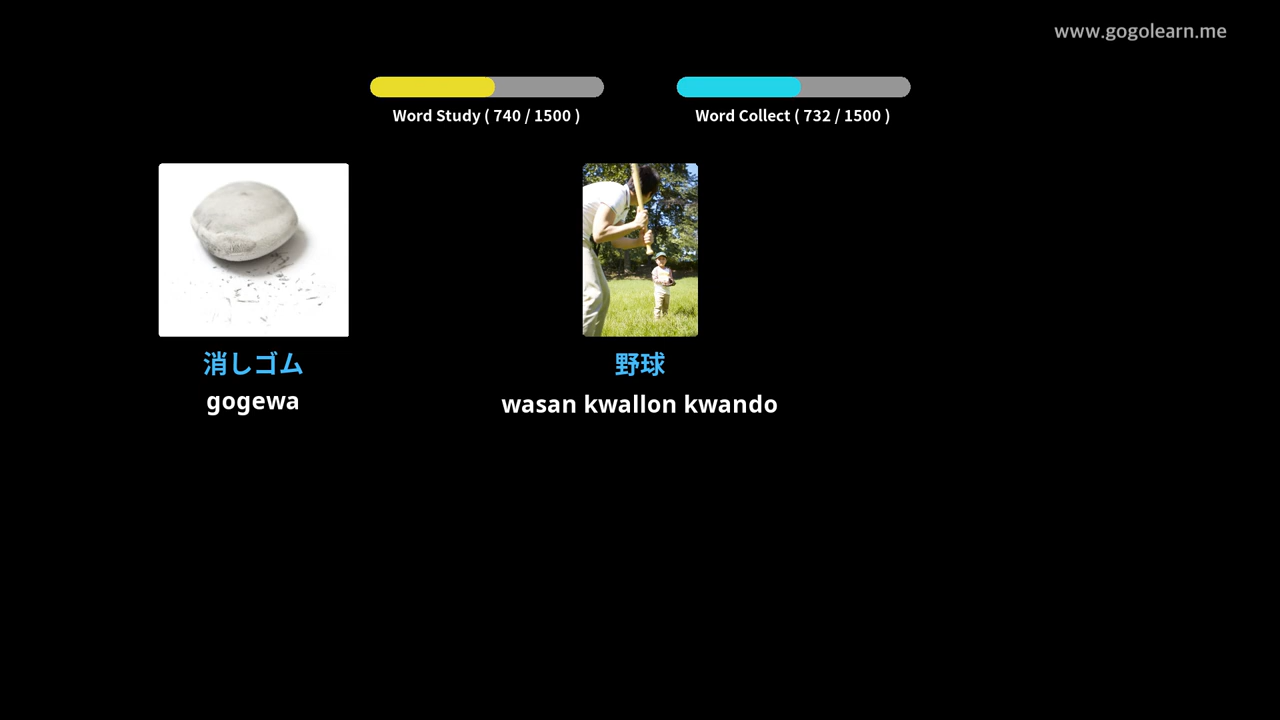 www.gogolearn.me
Word Study ( 740 / 1500 )
Word Collect ( 732 / 1500 )
消しゴム
gogewa
野球
wasan kwallon kwando